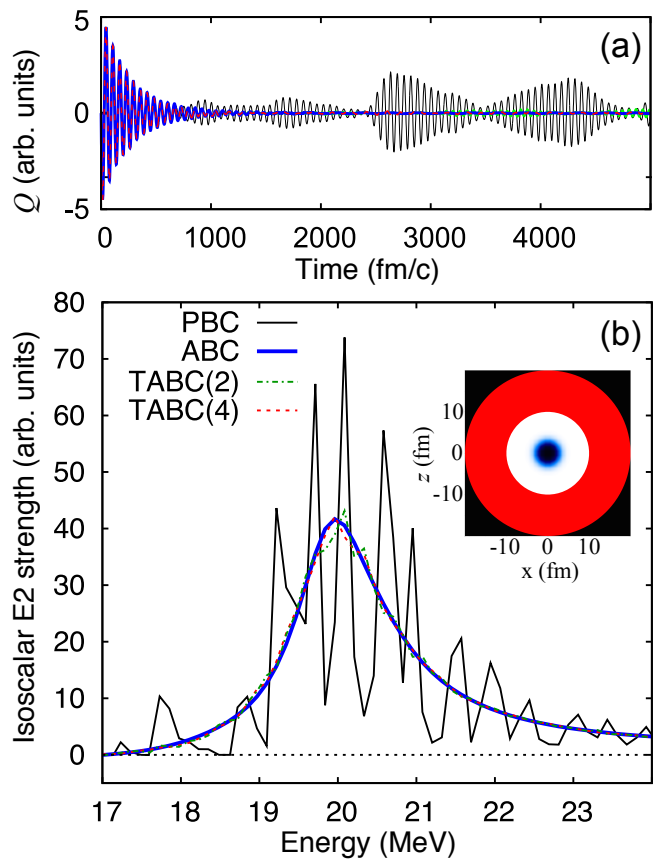 (a)
Q (arb. units)
5
0
-5
0 1000 2000 3000 4000
Time (fm/c)
(b)
Isoscalar E2 strength (arb. units)
80
70
60
50
40
30
20
10
0
PBC
ABC
TABC(2)
TABC(4)
z (fm)
10
0
-10
-10 0 10
x (fm)
17 18 19 20 21 22 23
Energy (MeV)